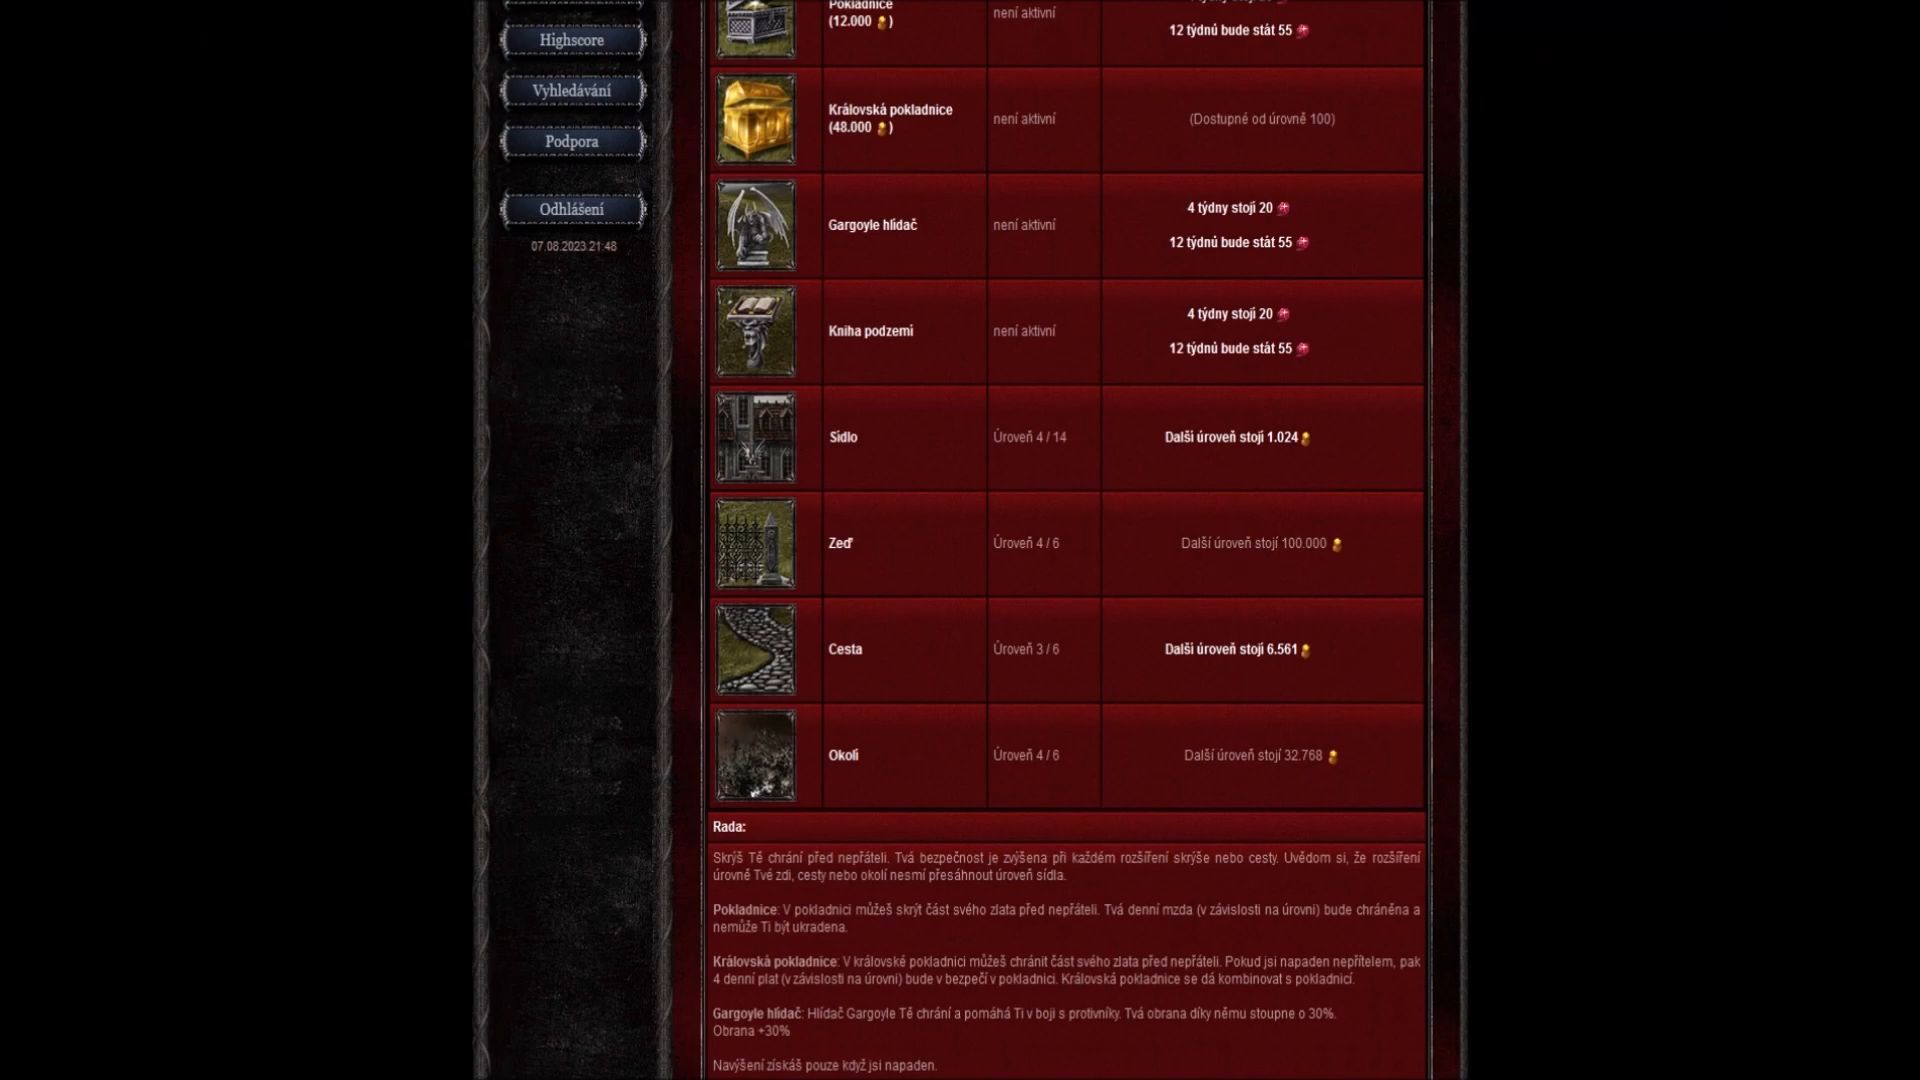 Highscore
Vyhledávání
Podpora
Odhlášení
07.08.2023 21:48
Pokladnice
(12.000 )
není aktivní
12 týdnů bude stát 55
Královská pokladnice
(48.000 )
není aktivní
(Dostupné od úrovně 100)
Gargoyle hlídač
není aktivní
4 týdny stojí 20
12 týdnů bude stát 55
Kniha podzemí
není aktivní
4 týdny stojí 20
12 týdnů bude stát 55
Sídlo
Úroveň 4 / 14
Další úroveň stojí 1.024
Zeď
Úroveň 4 / 6
Další úroveň stojí 100.000
Cesta
Úroveň 3 / 6
Další úroveň stojí 6.561
Okolí
Úroveň 4 / 6
Další úroveň stojí 32.768
Rada:
Skrýš Tě chrání před nepřáteli. Tvá bezpečnost je zvýšena při každém rozšíření skrýše nebo cesty. Uvědom si, že rozšíření
úrovně Tvé zdi, cesty nebo okolí nesmí přesáhnout úroveň sídla.
Pokladnice: V pokladnici můžeš skrýt část svého zlata před nepřáteli. Tvá denní mzda (v závislosti na úrovni) bude chráněna a
nemůže Ti být ukradena.
Královská pokladnice: V královské pokladnici můžeš chránit část svého zlata před nepřáteli. Pokud jsi napaden nepřítelem, pak
4 denní plat (v závislosti na úrovni) bude v bezpečí v pokladnici. Královská pokladnice se dá kombinovat s pokladnicí.
Gargoyle hlídač: Hlídač Gargoyle Tě chrání a pomáhá Ti v boji s protivníky. Tvá obrana díky němu stoupne o 30%.
Obrana +30%
Navýšení získáš pouze když jsi napaden.